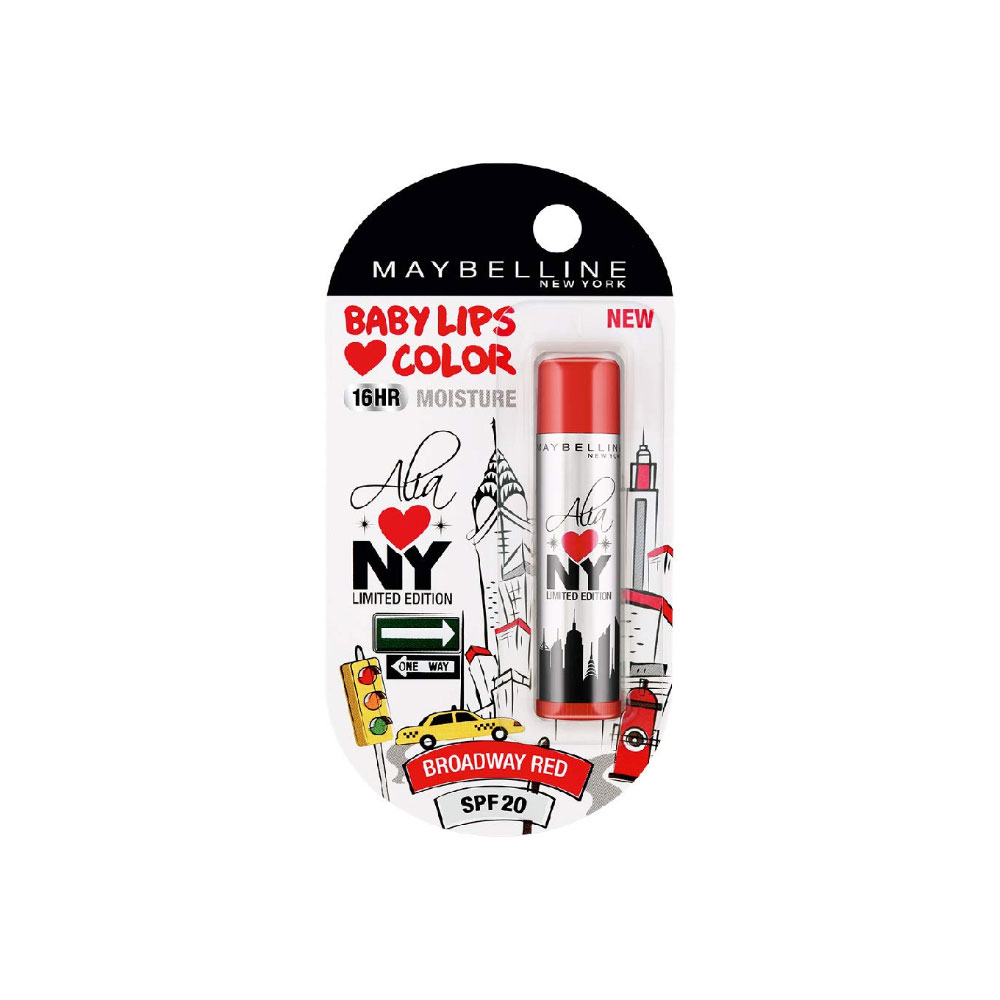 MAYBELLINE
NEW YORK
BABY LIPS
COLOR
NEW
16HR MOISTURE
Alia
NY
LIMITED EDITION
ONE WAY
BROADWAY RED
SPF 20
MAYBELLINE
NEW YORK
Alia
NY
LIMITED EDITION